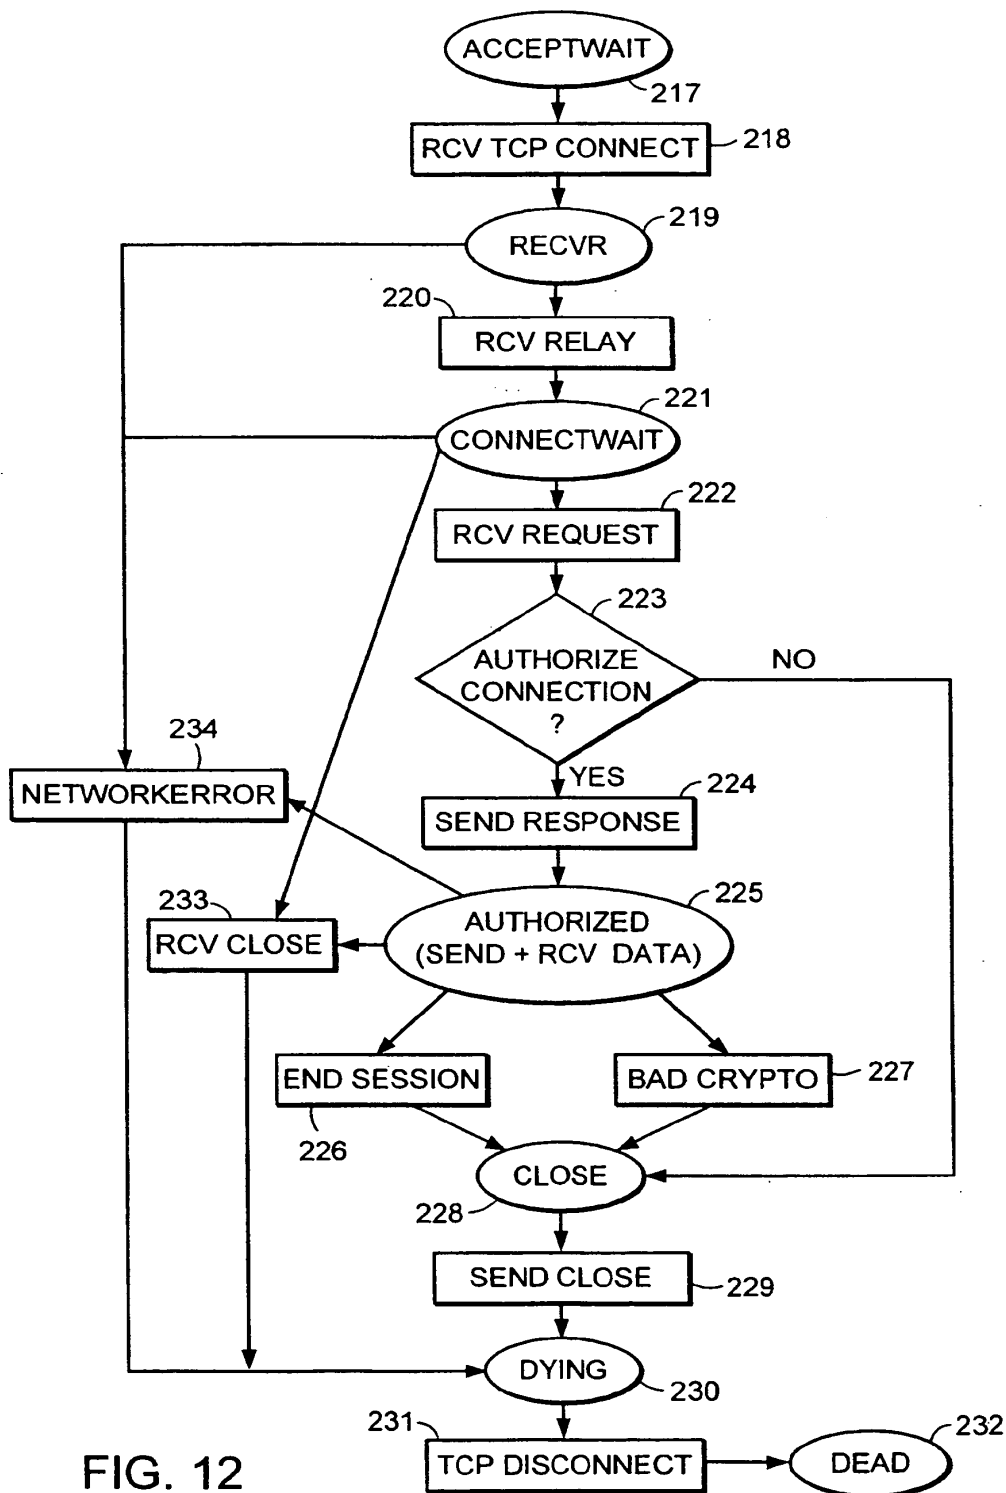 ACCEPTWAIT
217
RCV TCP CONNECT
218
RECVR
219
220
RCV RELAY
CONNECTWAIT
221
222
RCV REQUEST
223
AUTHORIZE
CONNECTION
?
NO
YES
234
NETWORKERROR
224
SEND RESPONSE
225
AUTHORIZED
(SEND + RCV DATA)
233
RCV CLOSE
END SESSION
226
BAD CRYPTO
227
CLOSE
228
SEND CLOSE
229
DYING
230
231
TCP DISCONNECT
232
DEAD
FIG. 12